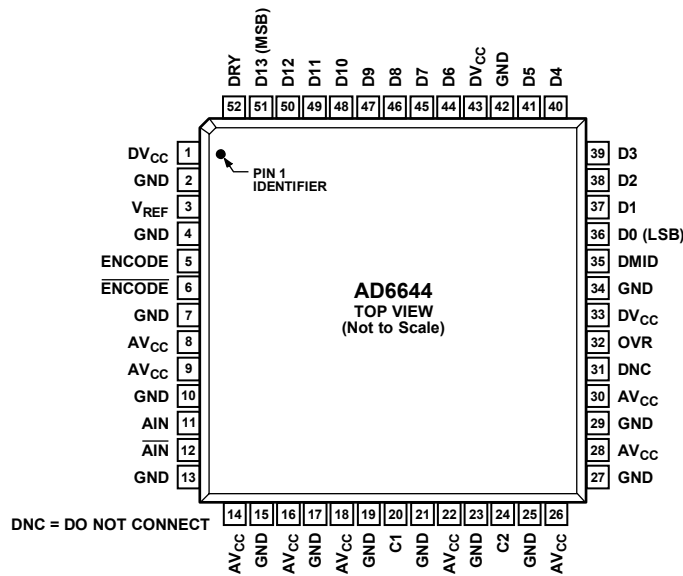 DRY D13 (MSB) D12 D11 D10 D9 D8 D7 D6 DVCC GND D5 D4
52 51 50 49 48 47 46 45 44 43 42 41 40
DVCC 1
GND 2
VREF 3
GND 4
ENCODE 5
ENCODE 6
GND 7
AVCC 8
AVCC 9
GND 10
AIN 11
AIN 12
GND 13
PIN 1
IDENTIFIER
AD6644
TOP VIEW
(Not to Scale)
39 D3
38 D2
37 D1
36 D0 (LSB)
35 DMID
34 GND
33 DVCC
32 OVR
31 DNC
30 AVCC
29 GND
28 AVCC
27 GND
14 15 16 17 18 19 20 21 22 23 24 25 26
AVCC GND AVCC GND AVCC GND C1 GND AVCC GND C2 GND AVCC
DNC = DO NOT CONNECT